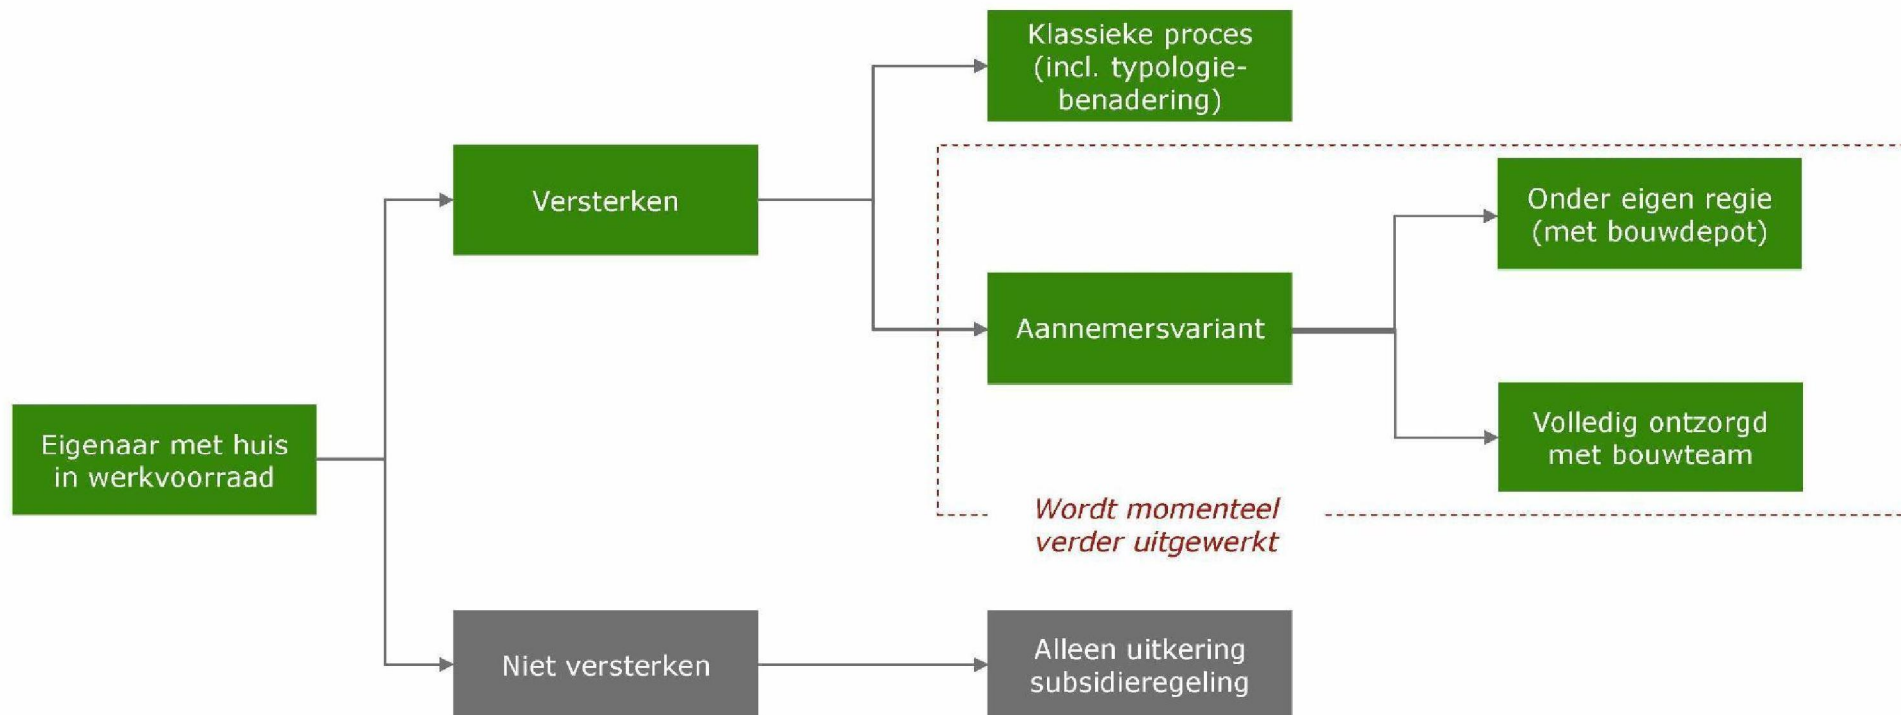 Klassieke proces
(incl. typologie-
benadering)
Versterken
Onder eigen regie
(met bouwdepot)
Aannemersvariant
Eigenaar met huis
in werkvoorraad
Volledig ontzorgd
met bouwteam
Wordt momenteel
verder uitgewerkt
Niet versterken
Alleen uitkering
subsidieregeling